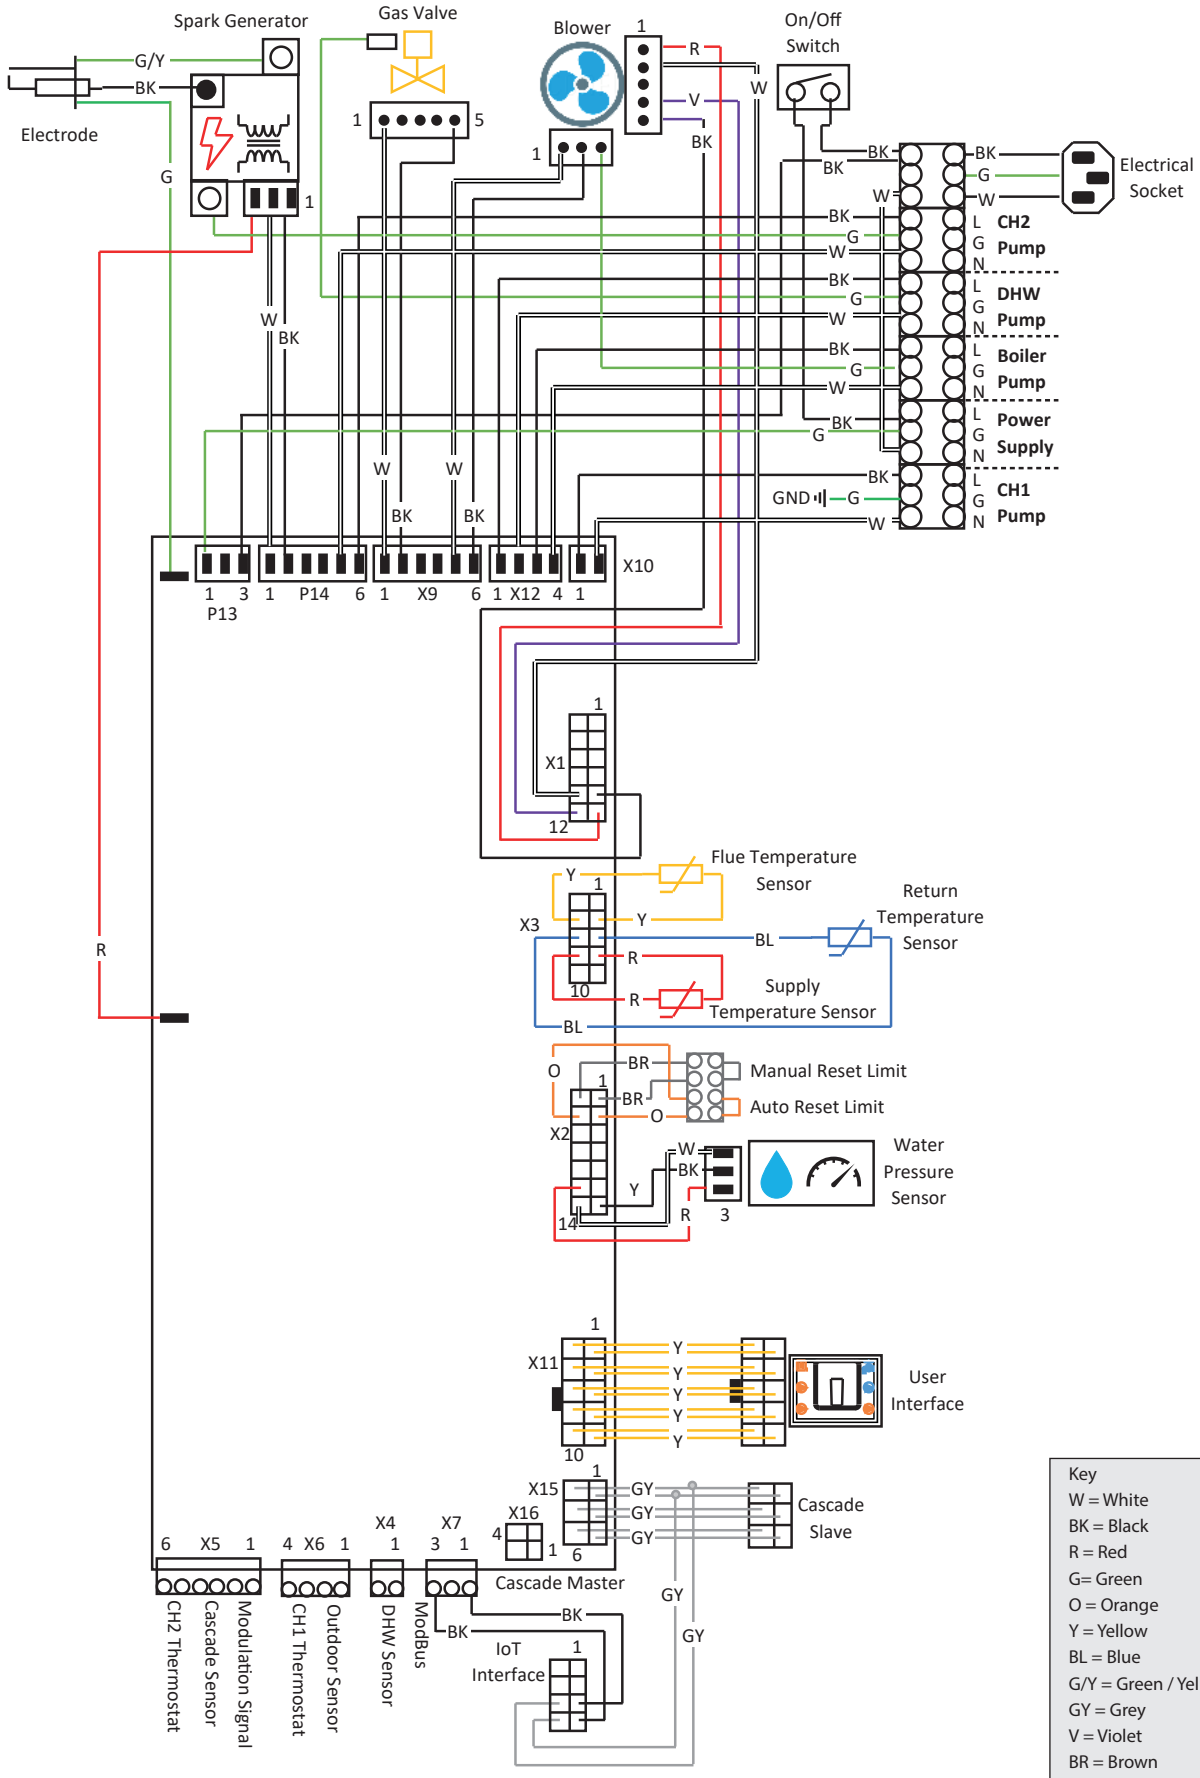 Spark Generator
Gas Valve
Blower
1
On/Off
Switch
G/Y
BK
Electrode
G
1
1
5
1
R
W
V
BK
BK
BK
W
BK
G
W
Electrical
Socket
BK
G
W
L
G
N
CH2
Pump
BK
G
W
L
G
N
DHW
Pump
BK
G
W
L
G
N
Boiler
Pump
BK
G
L
G
N
Power
Supply
BK
GND
G
W
L
G
N
CH1
Pump
W
BK
W
BK
W
BK
X10
1
3
1
P14
6
1
X9
6
1
X12
4
1
P13
1
X1
12
R
Flue Temperature
Sensor
Y
Y
1
X3
10
Return
Temperature
Sensor
BL
R
R
Supply
Temperature Sensor
BL
O
BR
1
BR
O
X2
Manual Reset Limit
Auto Reset Limit
W
BK
Y
R
3
14
Water
Pressure
Sensor
1
X11
Y
Y
Y
Y
Y
10
User
Interface
1
X15
GY
GY
GY
6
Cascade
Slave
X16
4
1
Cascade Master
6
X5
1
4
X6
1
X4
1
X7
3
1
CH2 Thermostat
Cascade Sensor
Modulation Signal
CH1 Thermostat
Outdoor Sensor
DHW Sensor
ModBus
BK
BK
IoT
Interface
1
GY
GY
Key
W = White
BK = Black
R = Red
G= Green
O = Orange
Y = Yellow
BL = Blue
G/Y = Green / Yel
GY = Grey
V = Violet
BR = Brown